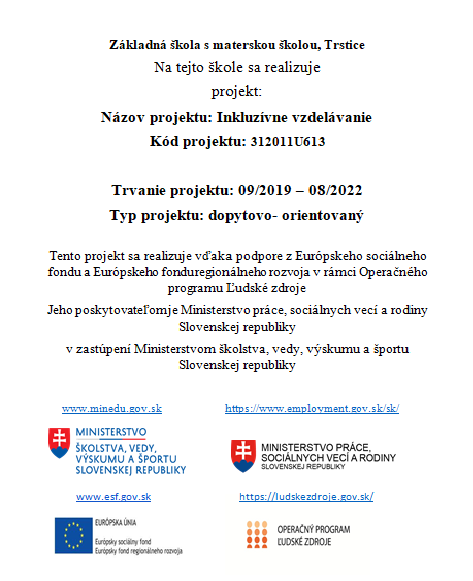 Základná škola s materskou školou, Trstice
Na tejto škole sa realizuje
projekt:
Názov projektu: Inkluzívne vzdelávanie
Kód projektu: 312011U613
Trvanie projektu: 09/2019 – 08/2022
Typ projektu: dopytovo- orientovaný
Tento projekt sa realizuje vďaka podpore z Európskeho sociálneho
fondu a Európskeho fonduregionálneho rozvoja v rámci Operačného
programu Ľudské zdroje
Jeho poskytovateľomje Ministerstvo práce, sociálnych vecí a rodiny
Slovenskej republiky
v zastúpení Ministerstvom školstva, vedy, výskumu a športu
Slovenskej republiky
www.minedu.gov.sk
https://www.employment.gov.sk/sk/
MINISTERSTVO
ŠKOLSTVA, VEDY,
VÝSKUMU A ŠPORTU
SLOVENSKEJ REPUBLIKY
MINISTERSTVO PRÁCE,
SOCIÁLNYCH VECÍ A RODINY
SLOVENSKEJ REPUBLIKY
www.esf.gov.sk
https://ludskezdroje.gov.sk/
EURÓPSKA ÚNIA
Európsky sociálny fond
Európsky fond regionálneho rozvoja
OPERAČNÝ PROGRAM
ĽUDSKÉ ZDROJE